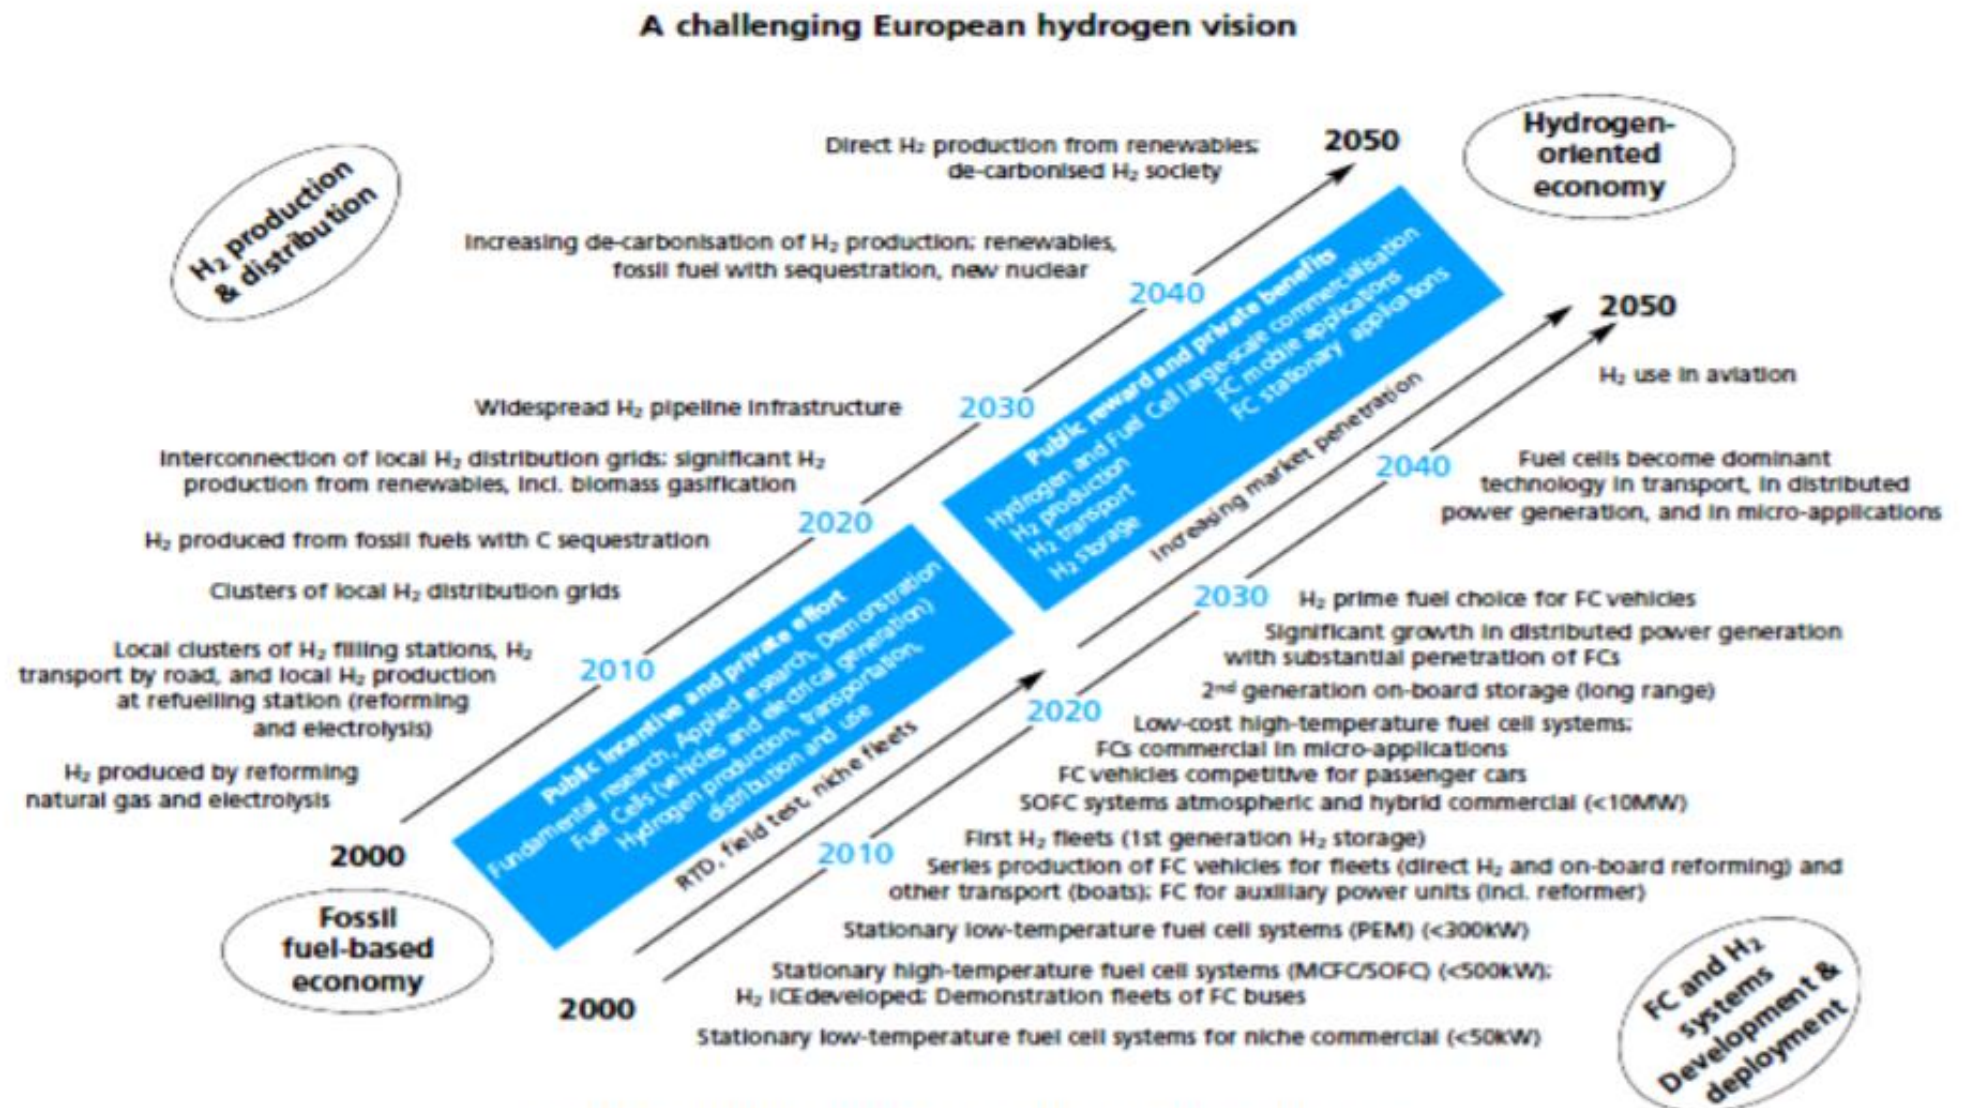 A challenging European hydrogen vision
H₂ production
& distribution
Direct H₂ production from renewables;
de-carbonised H₂ society
2050
Hydrogen-
oriented
economy
Increasing de-carbonisation of H₂ production; renewables,
fossil fuel with sequestration, new nuclear
2040
Widespread H₂ pipeline infrastructure
2030
Interconnection of local H₂ distribution grids; significant H₂
production from renewables, incl. biomass gasification
2020
H₂ produced from fossil fuels with C sequestration
Clusters of local H₂ distribution grids
Local clusters of H₂ filling stations, H₂
transport by road, and local H₂ production
at refuelling station (reforming
and electrolysis)
2010
H₂ produced by reforming
natural gas and electrolysis
2000
Fossil
fuel-based
economy
Public reward and private benefits
Hydrogen and Fuel Cell large-scale commercialisation
H₂ production
FC mobile applications
H₂ transport
FC stationary applications
H₂ storage
Increasing market penetration
Public incentive and private effort
Fundamental research, Applied research, Demonstration
Fuel Cells (vehicles and electrical generation)
Hydrogen production, transportation,
distribution and use
RTD, field test, niche fleets
2050
H₂ use in aviation
2040
Fuel cells become dominant
technology in transport, in distributed
power generation, and in micro-applications
2030
H₂ prime fuel choice for FC vehicles
Significant growth in distributed power generation
with substantial penetration of FCs
2nd generation on-board storage (long range)
2020
Low-cost high-temperature fuel cell systems;
FCs commercial in micro-applications
FC vehicles competitive for passenger cars
SOFC systems atmospheric and hybrid commercial (<10MW)
First H₂ fleets (1st generation H₂ storage)
2010
Series production of FC vehicles for fleets (direct H₂ and on-board reforming) and
other transport (boats); FC for auxiliary power units (incl. reformer)
Stationary low-temperature fuel cell systems (PEM) (<300kW)
Stationary high-temperature fuel cell systems (MCFC/SOFC) (<500kW);
H₂ ICE developed; Demonstration fleets of FC buses
2000
Stationary low-temperature fuel cell systems for niche commercial (<50kW)
FC and H₂
systems
Development &
deployment